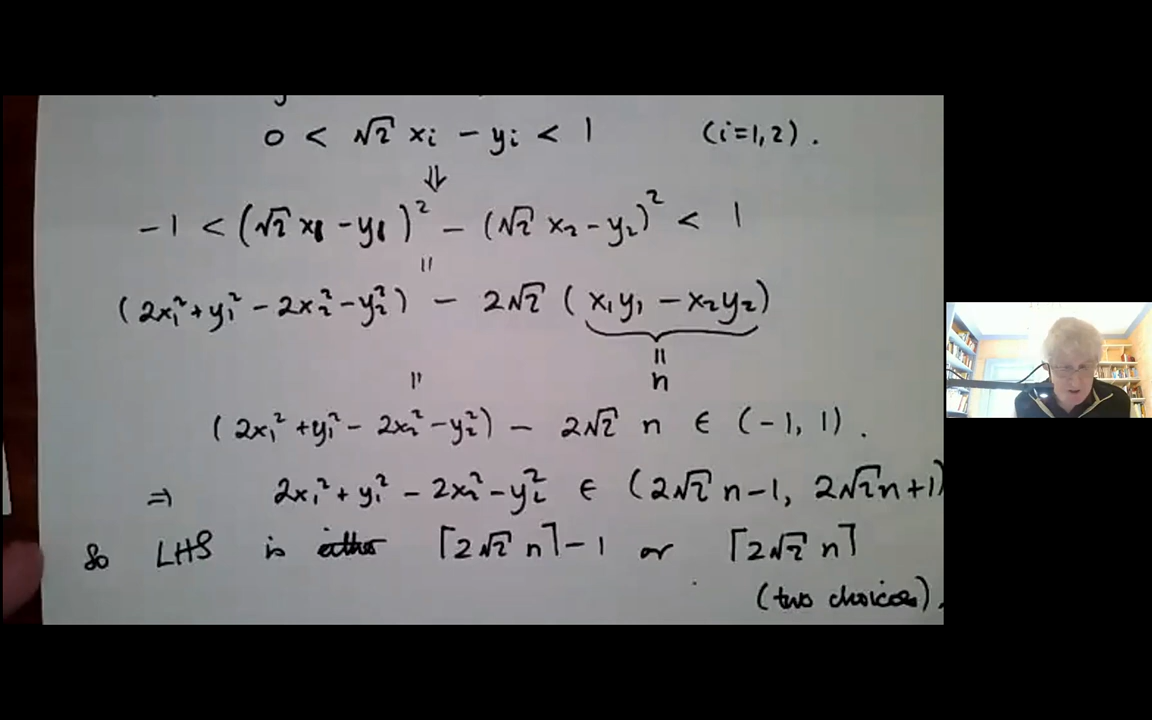 0 < √2 xᵢ − yᵢ < 1 (i=1,2).
⇓
−1 < (√2 x₁ − y₁)² − (√2 x₂ − y₂)² < 1
=
(2x₁² + y₁² − 2x₂² − y₂²) − 2√2 (x₁y₁ − x₂y₂)
=
n
=
(2x₁² + y₁² − 2x₂² − y₂²) − 2√2 n ∈ (−1, 1).
⇒ 2x₁² + y₁² − 2x₂² − y₂² ∈ (2√2 n−1, 2√2 n+1)
So LHS is either ⌈2√2 n⌉−1 or ⌈2√2 n⌉
(two choices).